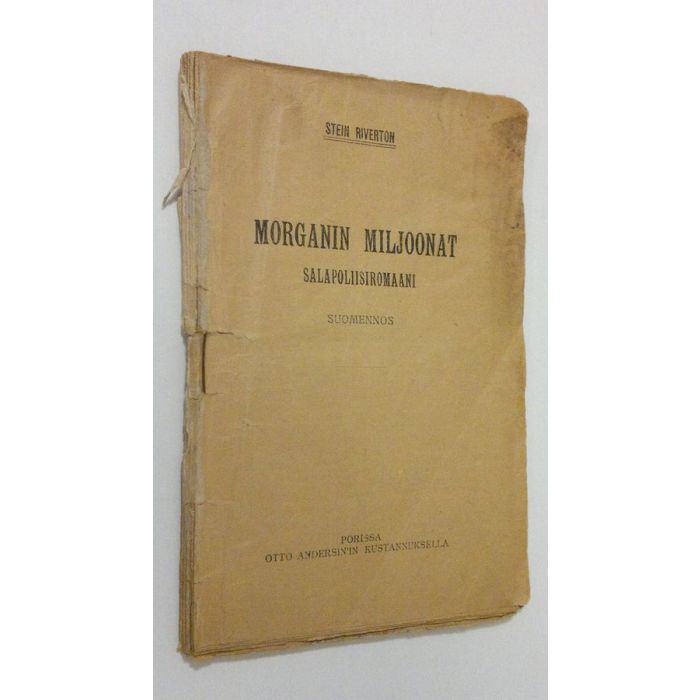 STEIN RIVERTON
MORGANIN MILJOONAT
SALAPOLIISIROMAANI
SUOMENNOS
PORISSA
OTTO ANDERSIN'IN KUSTANNUKSELLA